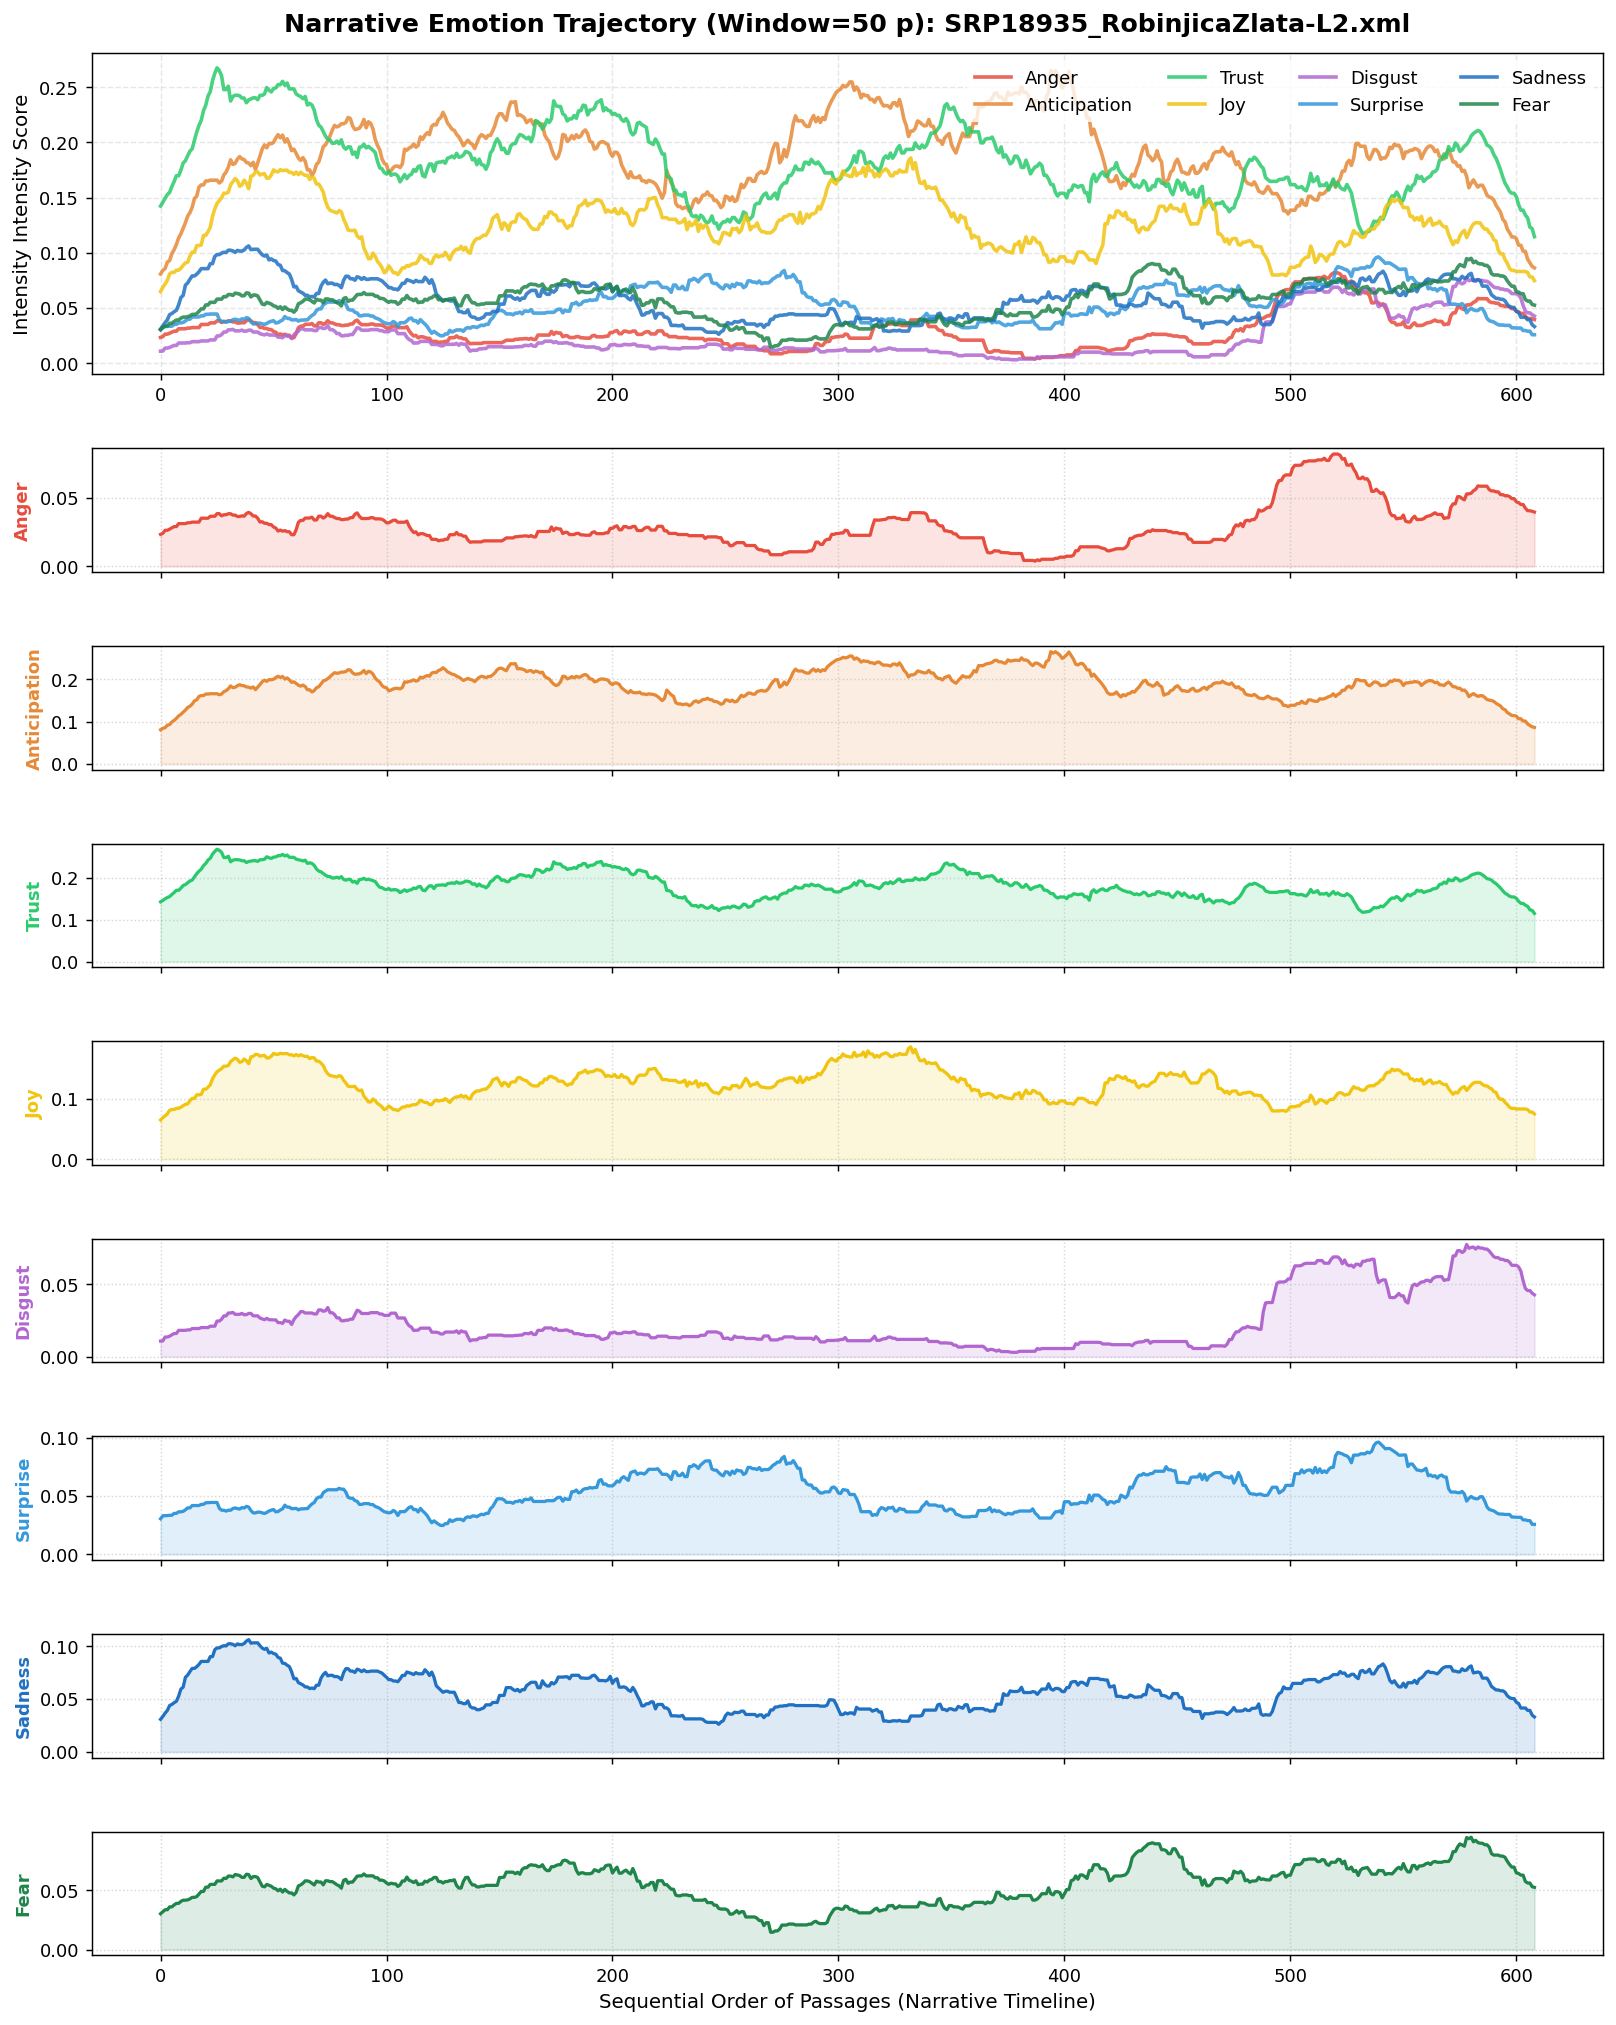 Narrative Emotion Trajectory (Window=50 p): SRP18935_RobinjicaZlata-L2.xml
Intensity Intensity Score
0.25
0.20
0.15
0.10
0.05
0.00
Anger Trust Disgust Sadness
Anticipation Joy Surprise Fear
0 100 200 300 400 500 600
Anger
0.05
0.00
Anticipation
0.2
0.1
0.0
Trust
0.2
0.1
0.0
Joy
0.1
0.0
Disgust
0.05
0.00
Surprise
0.10
0.05
0.00
Sadness
0.10
0.05
0.00
Fear
0.05
0.00
0 100 200 300 400 500 600
Sequential Order of Passages (Narrative Timeline)